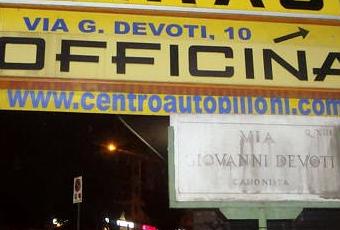 VIA G. DEVOTI, 10
OFFICINA
www.centroautobilioni.com
VIA
GIOVANNI DEVOTI
CANONISTA